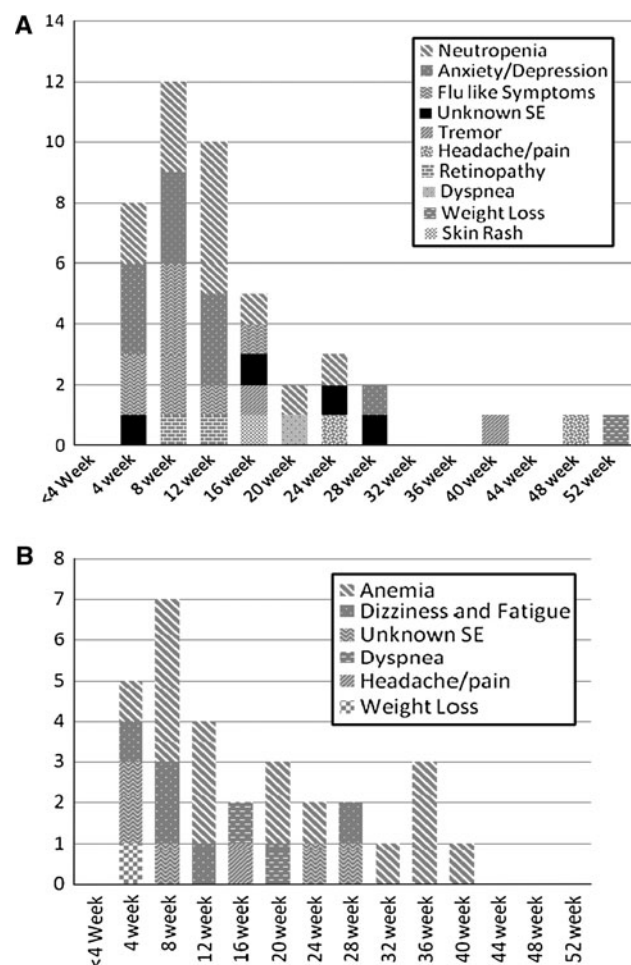 A
14
12
10
8
6
4
2
0
Neutropenia
Anxiety/Depression
Flu like Symptoms
Unknown SE
Tremor
Headache/pain
Retinopathy
Dyspnea
Weight Loss
Skin Rash
<4 Week
4 week
8 week
12 week
16 week
20 week
24 week
28 week
32 week
36 week
40 week
44 week
48 week
52 week
B
8
7
6
5
4
3
2
1
0
Anemia
Dizziness and Fatigue
Unknown SE
Dyspnea
Headache/pain
Weight Loss
<4 Week
4 week
8 week
12 week
16 week
20 week
24 week
28 week
32 week
36 week
40 week
44 week
48 week
52 week